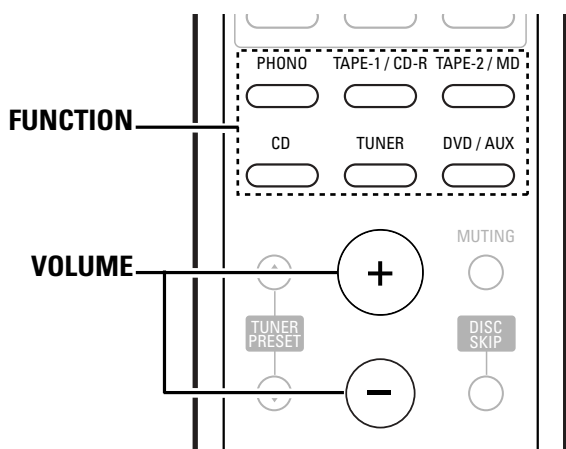 PHONO TAPE-1 / CD-R TAPE-2 / MD
FUNCTION
CD TUNER DVD / AUX
MUTING
VOLUME
+
TUNER
PRESET
DISC
SKIP
−